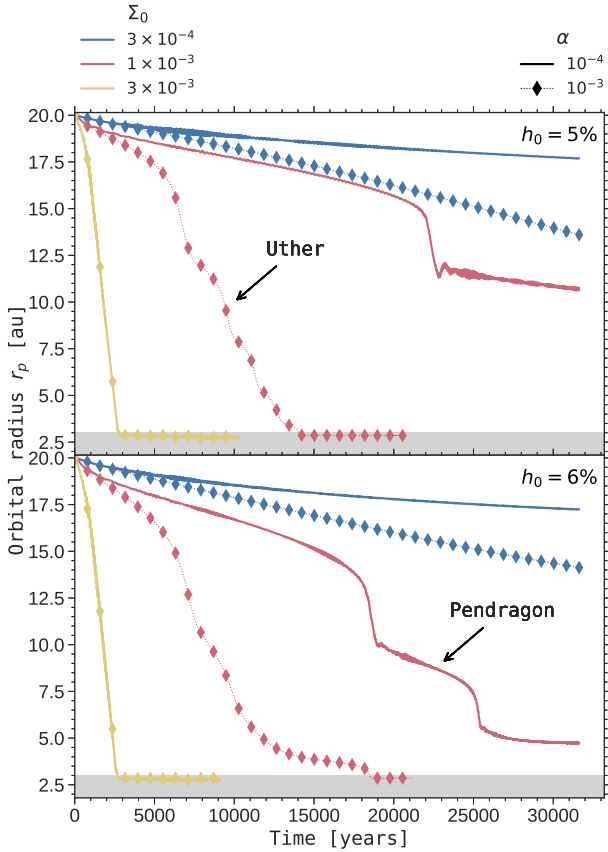 Σ₀
3 × 10⁻⁴
1 × 10⁻³
3 × 10⁻³
α
10⁻⁴
10⁻³
20.0
17.5
15.0
12.5
10.0
7.5
5.0
2.5
h₀ = 5%
Uther
Orbital radius rₚ [au]
20.0
17.5
15.0
12.5
10.0
7.5
5.0
2.5
h₀ = 6%
Pendragon
0 5000 10000 15000 20000 25000 30000
Time [years]